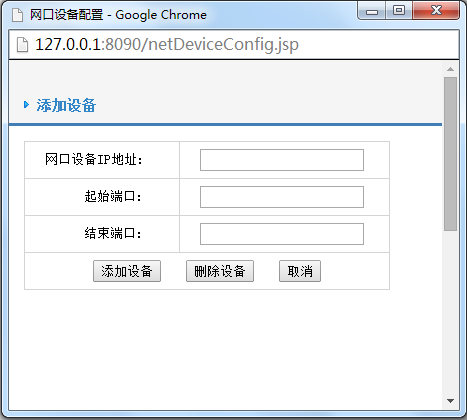 网口设备配置 - Google Chrome
127.0.0.1:8090/netDeviceConfig.jsp
添加设备
网口设备IP地址：
起始端口：
结束端口：
添加设备 删除设备 取消